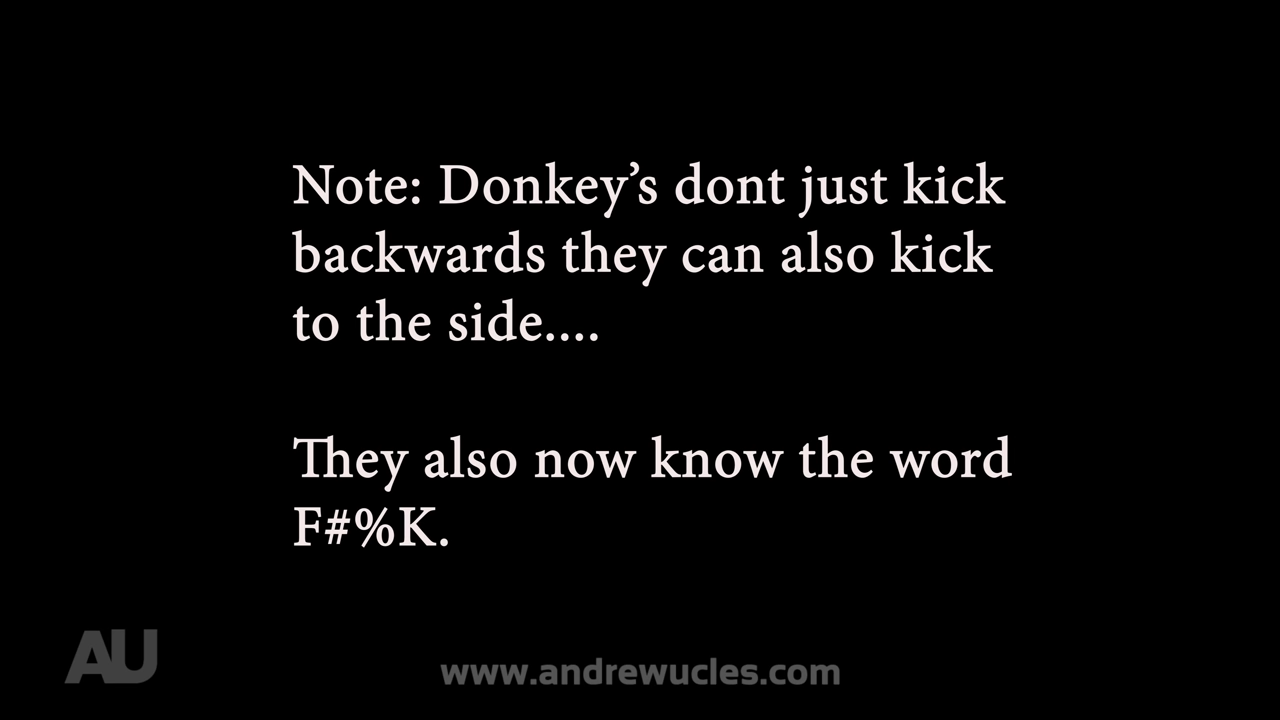 Note: Donkey’s dont just kick
backwards they can also kick
to the side....
They also now know the word
F#%K.
AU
www.andrewucles.com